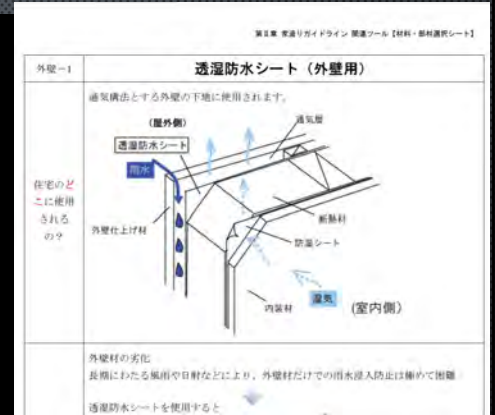 第Ⅱ章 家造りガイドライン 関連ツール【材料・部材選択シート】
外壁－1
透湿防水シート（外壁用）
通気構法とする外壁の下地に使用されます。
（屋外側）
通気層
透湿防水シート
雨水
住宅のど
こに使用
される
の？
外壁仕上げ材
断熱材
防湿シート
湿気
（室内側）
内装材
外壁材の劣化
長期にわたる風雨や日射などにより、外壁材だけでの雨水浸入防止は極めて困難
透湿防水シートを使用すると